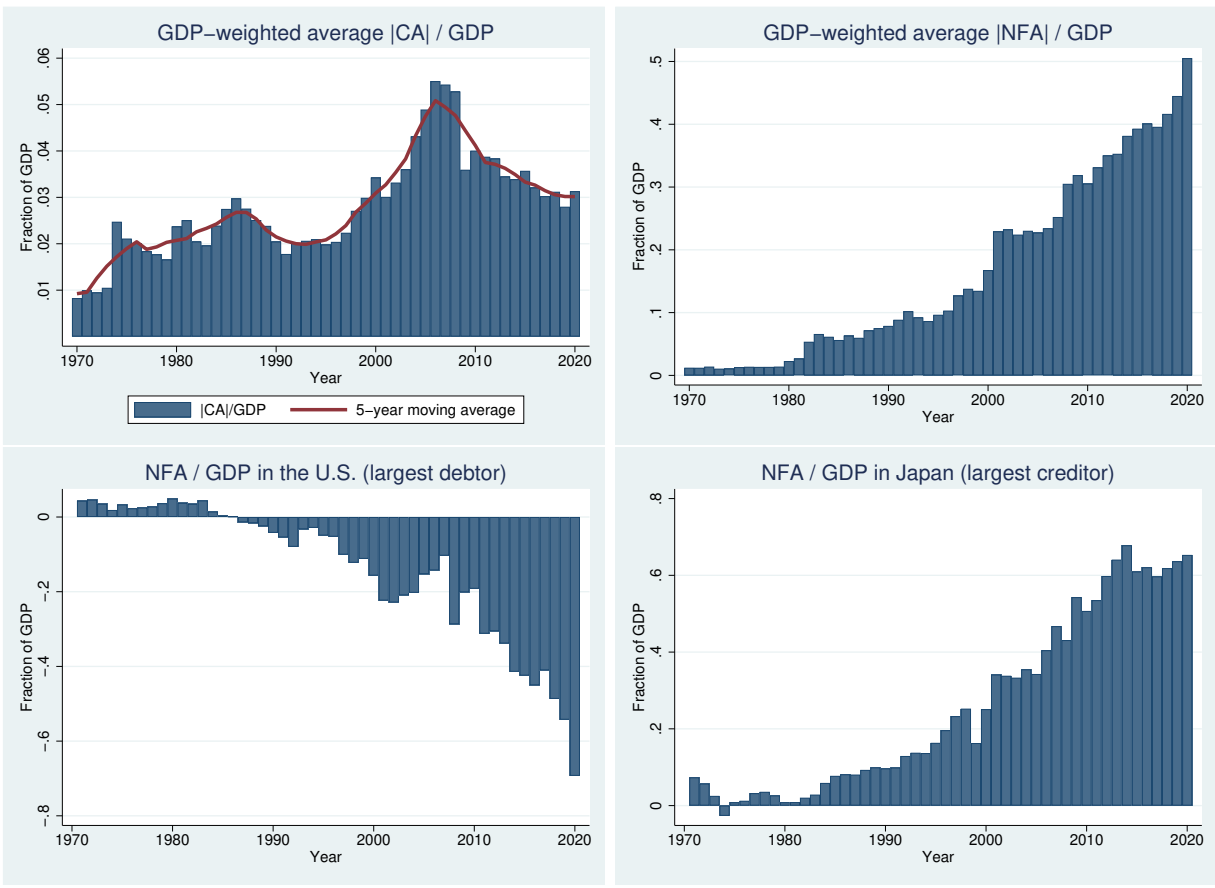 GDP−weighted average |CA| / GDP
Fraction of GDP
.06
.05
.04
.03
.02
.01
1970 1980 1990 2000 2010 2020
Year
|CA|/GDP 5−year moving average
GDP−weighted average |NFA| / GDP
Fraction of GDP
.5
.4
.3
.2
.1
0
1970 1980 1990 2000 2010 2020
Year
NFA / GDP in the U.S. (largest debtor)
Fraction of GDP
0
−.2
−.4
−.6
−.8
1970 1980 1990 2000 2010 2020
Year
NFA / GDP in Japan (largest creditor)
Fraction of GDP
.8
.6
.4
.2
0
1970 1980 1990 2000 2010 2020
Year